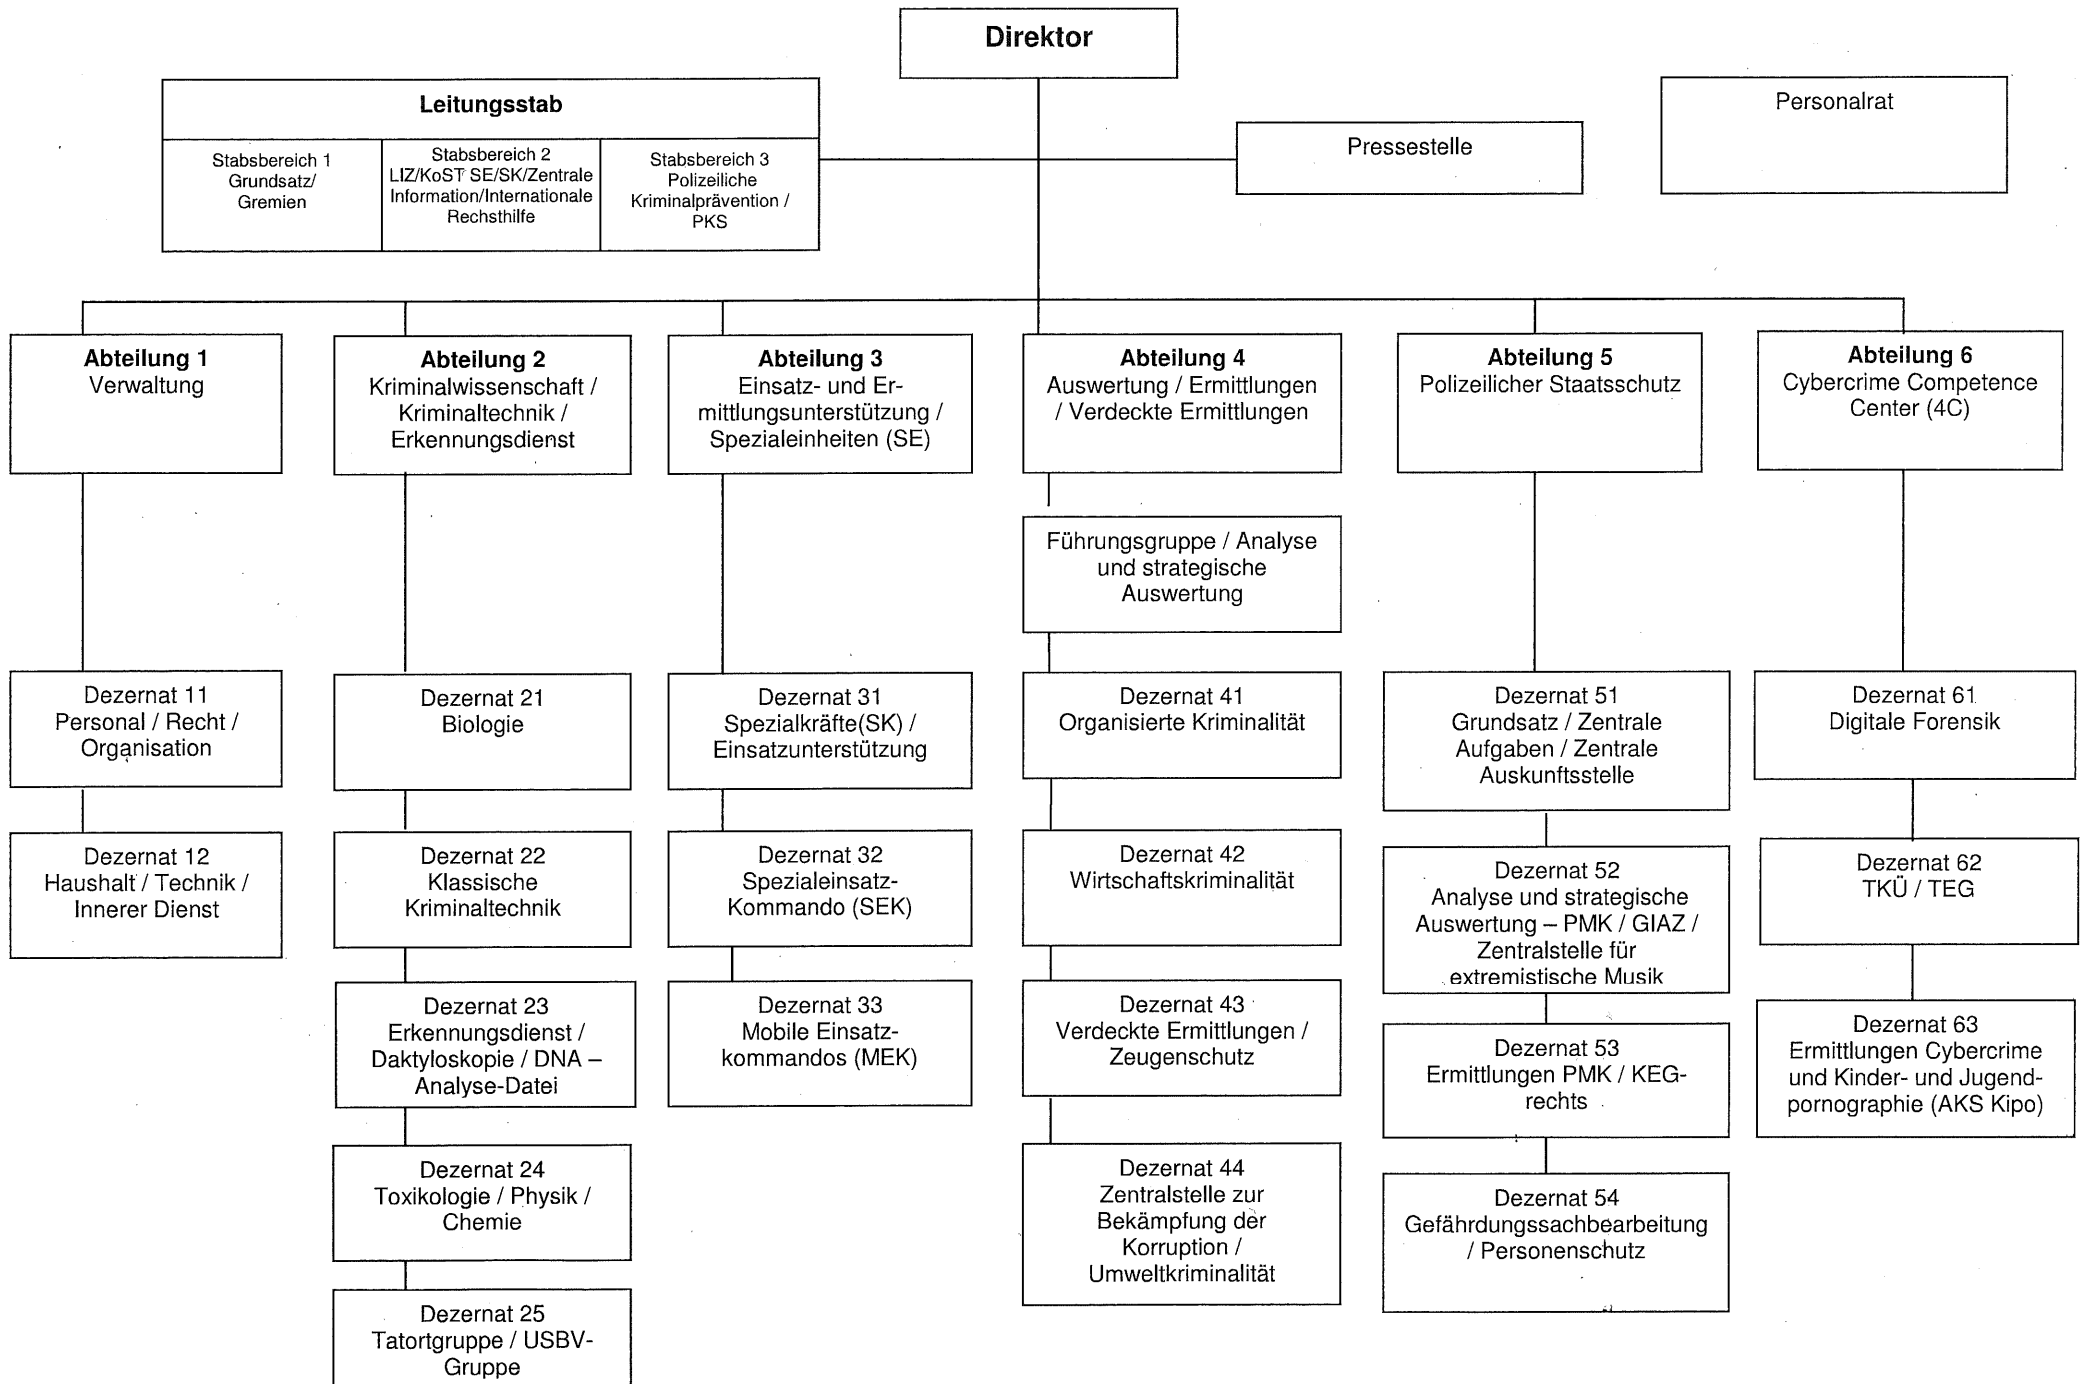 Direktor
Leitungsstab
Stabsbereich 1
Grundsatz/
Gremien
Stabsbereich 2
LIZ/KoST SE/SK/Zentrale
Information/Internationale
Rechsthilfe
Stabsbereich 3
Polizeiliche
Kriminalprävention /
PKS
Pressestelle
Personalrat
Abteilung 1
Verwaltung
Abteilung 2
Kriminalwissenschaft /
Kriminaltechnik /
Erkennungsdienst
Abteilung 3
Einsatz- und Er-
mittlungsunterstützung /
Spezialeinheiten (SE)
Abteilung 4
Auswertung / Ermittlungen
/ Verdeckte Ermittlungen
Abteilung 5
Polizeilicher Staatsschutz
Abteilung 6
Cybercrime Competence
Center (4C)
Führungsgruppe / Analyse
und strategische
Auswertung
Dezernat 11
Personal / Recht /
Organisation
Dezernat 21
Biologie
Dezernat 31
Spezialkräfte(SK) /
Einsatzunterstützung
Dezernat 41
Organisierte Kriminalität
Dezernat 51
Grundsatz / Zentrale
Aufgaben / Zentrale
Auskunftsstelle
Dezernat 61
Digitale Forensik
Dezernat 12
Haushalt / Technik /
Innerer Dienst
Dezernat 22
Klassische
Kriminaltechnik
Dezernat 32
Spezialeinsatz-
Kommando (SEK)
Dezernat 42
Wirtschaftskriminalität
Dezernat 52
Analyse und strategische
Auswertung – PMK / GIAZ /
Zentralstelle für
extremistische Musik
Dezernat 62
TKÜ / TEG
Dezernat 23
Erkennungsdienst /
Daktyloskopie / DNA –
Analyse-Datei
Dezernat 33
Mobile Einsatz-
kommandos (MEK)
Dezernat 43
Verdeckte Ermittlungen /
Zeugenschutz
Dezernat 53
Ermittlungen PMK / KEG-
rechts
Dezernat 63
Ermittlungen Cybercrime
und Kinder- und Jugend-
pornographie (AKS Kipo)
Dezernat 24
Toxikologie / Physik /
Chemie
Dezernat 44
Zentralstelle zur
Bekämpfung der
Korruption /
Umweltkriminalität
Dezernat 54
Gefährdungssachbearbeitung
/ Personenschutz
Dezernat 25
Tatortgruppe / USBV-
Gruppe